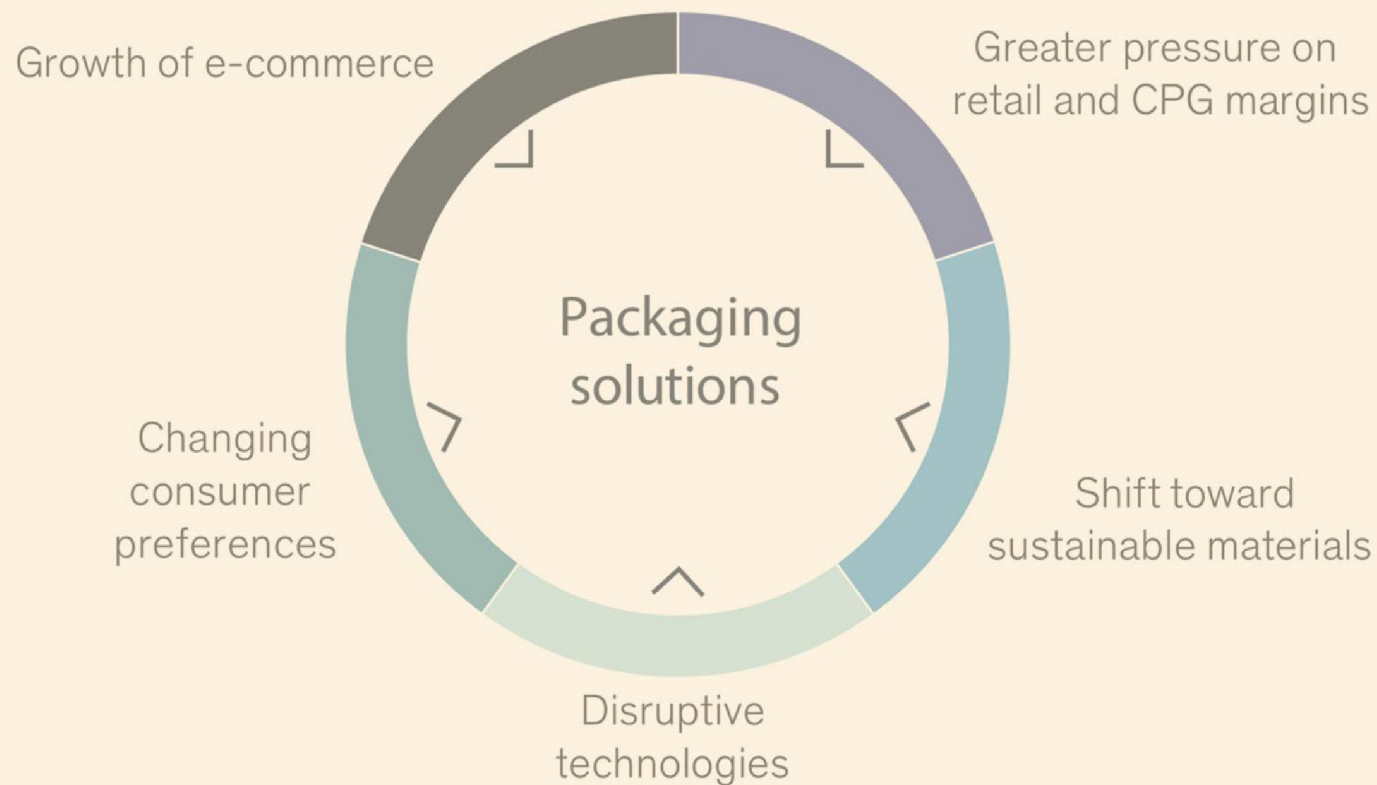 Growth of e-commerce
Greater pressure on
retail and CPG margins
Packaging
solutions
Changing
consumer
preferences
Shift toward
sustainable materials
Disruptive
technologies